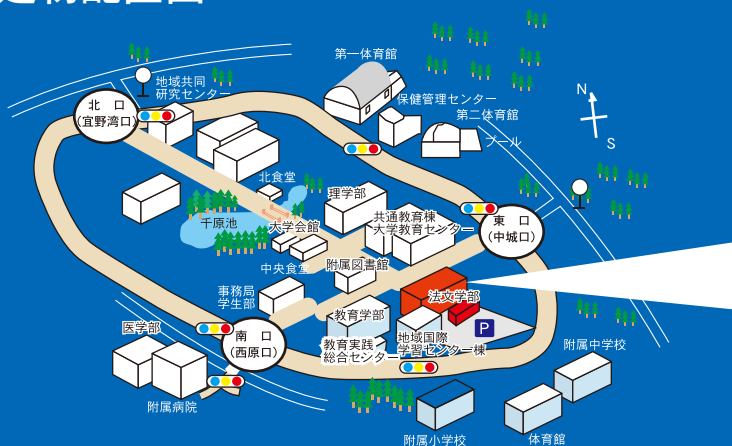 第一体育館
地域共同
研究センター
保健管理センター
N
北　口
(宜野湾口)
第二体育館
プール
S
北食堂
理学部
千原池
大学会館
共通教育棟
大学教育センター
東　口
(中城口)
中央食堂
附属図書館
事務局
学生部
法文学部
教育学部
P
医学部
南　口
(西原口)
教育実践
総合センター
地域国際
学習センター棟
附属中学校
附属病院
附属小学校
体育館